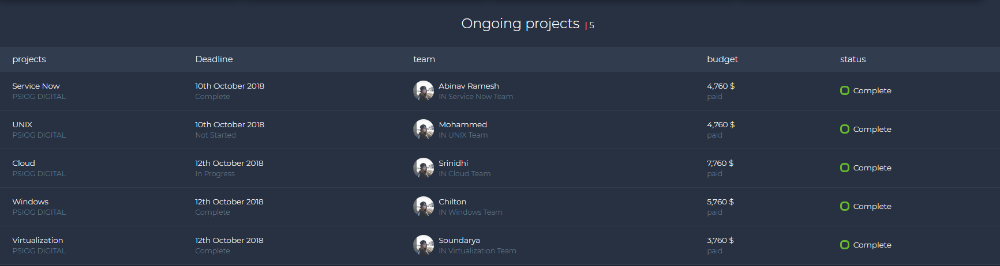 Ongoing projects | 5
projects Deadline team budget status
Service Now 10th October 2018 Abinav Ramesh 4,760 $ Complete
PSIOG DIGITAL Complete IN Service Now Team paid
UNIX 10th October 2018 Mohammed 4,760 $ Complete
PSIOG DIGITAL Not Started IN UNIX Team paid
Cloud 12th October 2018 Srinidhi 7,760 $ Complete
PSIOG DIGITAL In Progress IN Cloud Team paid
Windows 12th October 2018 Chilton 5,760 $ Complete
PSIOG DIGITAL Complete IN Windows Team paid
Virtualization 12th October 2018 Soundarya 3,760 $ Complete
PSIOG DIGITAL Complete IN Virtualization Team paid